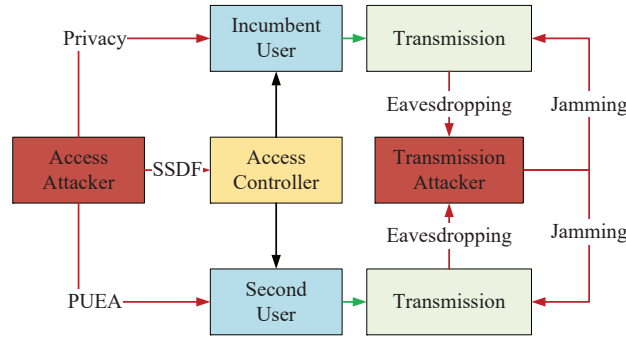 Privacy
Incumbent
User
Transmission
Eavesdropping
Jamming
Access
Attacker
SSDF
Access
Controller
Transmission
Attacker
Eavesdropping
Jamming
PUEA
Second
User
Transmission